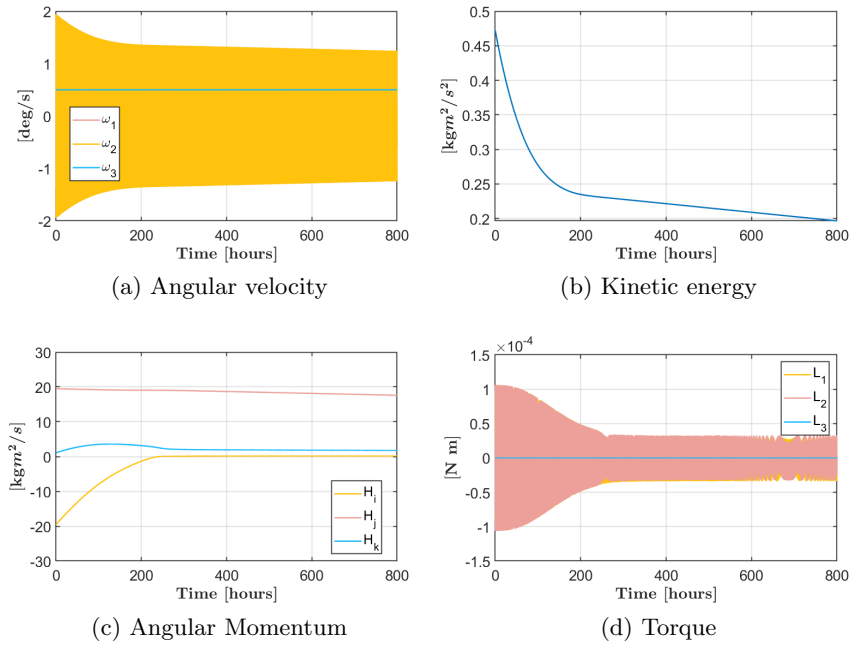 2
1
0
-1
-2
[deg/s]
ω1
ω2
ω3
0 200 400 600 800
Time [hours]
(a) Angular velocity
0.5
0.45
0.4
0.35
0.3
0.25
0.2
[kgm²/s²]
0 200 400 600 800
Time [hours]
(b) Kinetic energy
30
20
10
0
-10
-20
-30
[kgm²/s]
H_i
H_j
H_k
0 200 400 600 800
Time [hours]
(c) Angular Momentum
×10⁻⁴
1.5
1
0.5
0
-0.5
-1
-1.5
[N m]
L1
L2
L3
0 200 400 600 800
Time [hours]
(d) Torque